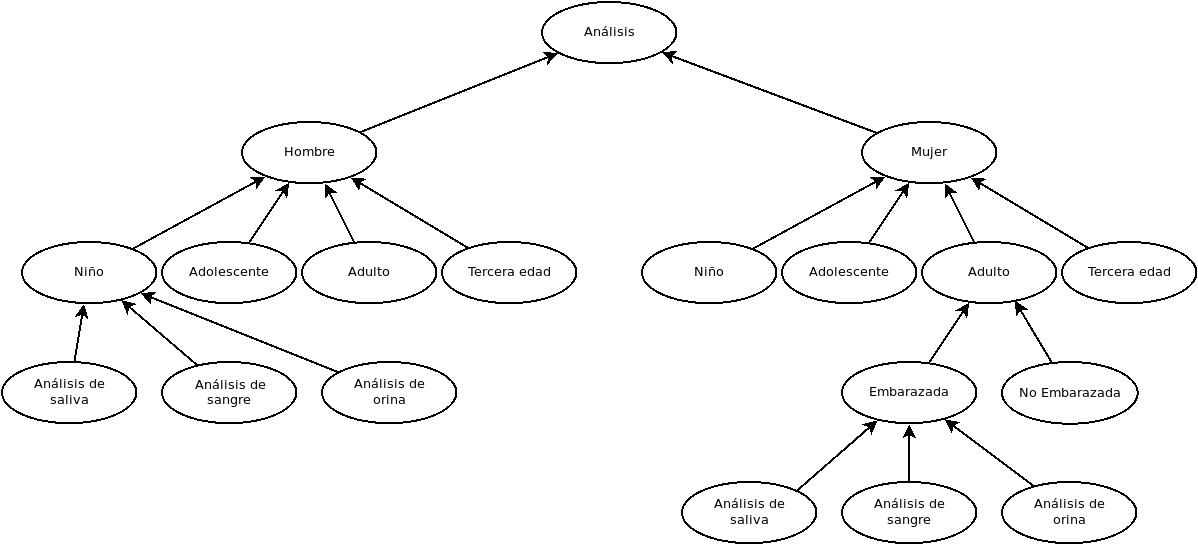 Análisis
Hombre
Mujer
Niño
Adolescente
Adulto
Tercera edad
Niño
Adolescente
Adulto
Tercera edad
Análisis de
saliva
Análisis de
sangre
Análisis de
orina
Embarazada
No Embarazada
Análisis de
saliva
Análisis de
sangre
Análisis de
orina